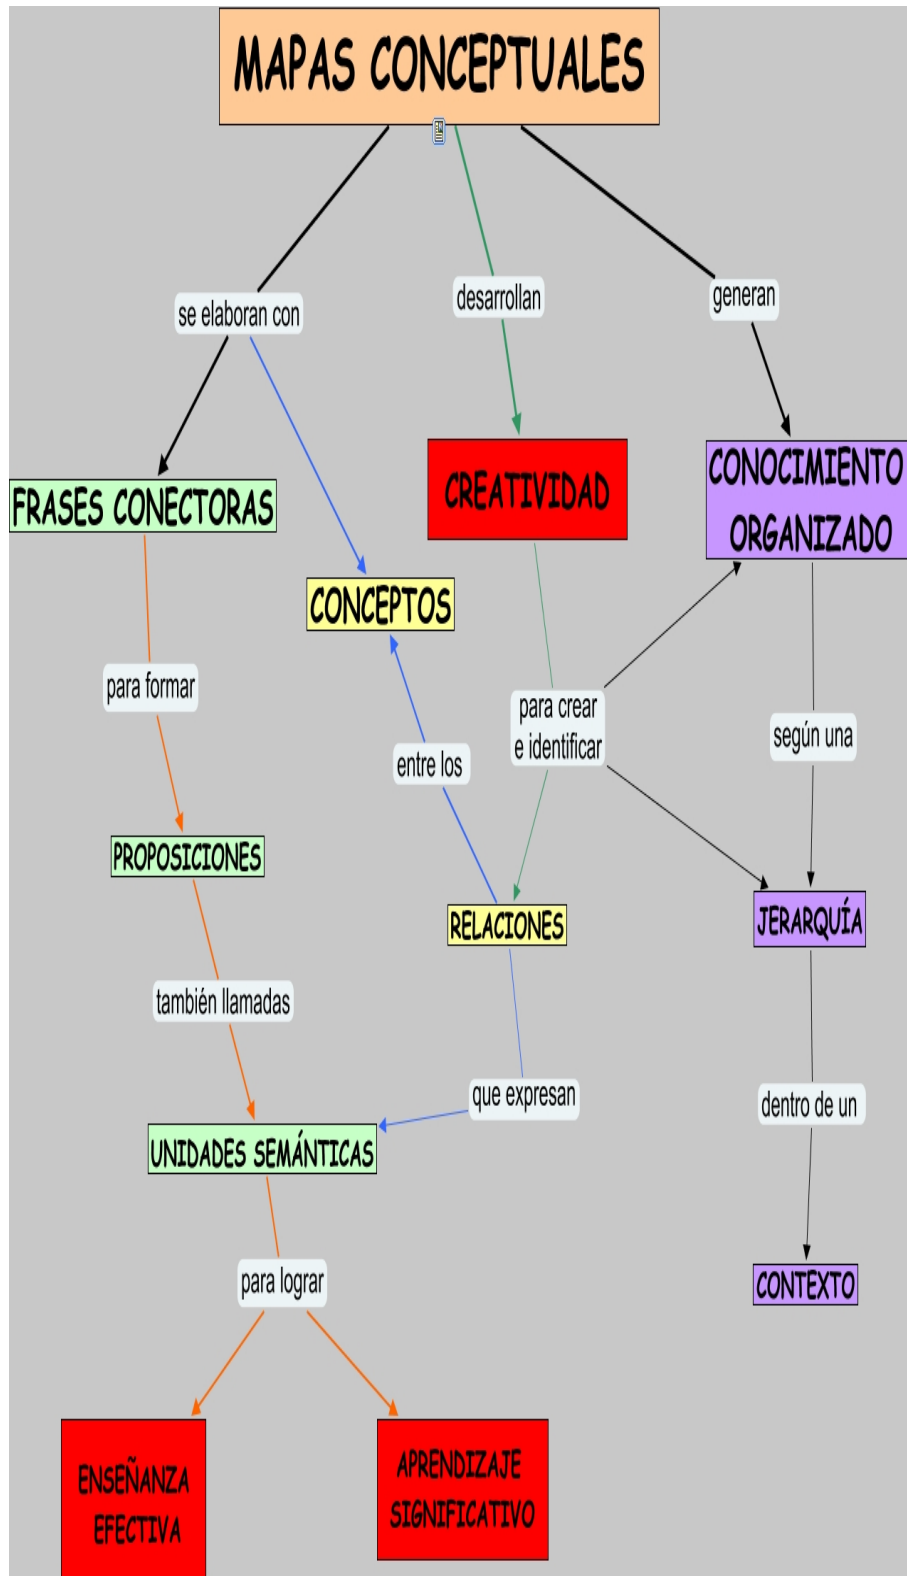 MAPAS CONCEPTUALES
se elaboran con
desarrollan
generan
FRASES CONECTORAS
CREATIVIDAD
CONOCIMIENTO
ORGANIZADO
CONCEPTOS
para formar
para crear
e identificar
según una
entre los
PROPOSICIONES
RELACIONES
JERARQUÍA
también llamadas
que expresan
dentro de un
UNIDADES SEMÁNTICAS
para lograr
CONTEXTO
ENSEÑANZA
EFECTIVA
APRENDIZAJE
SIGNIFICATIVO